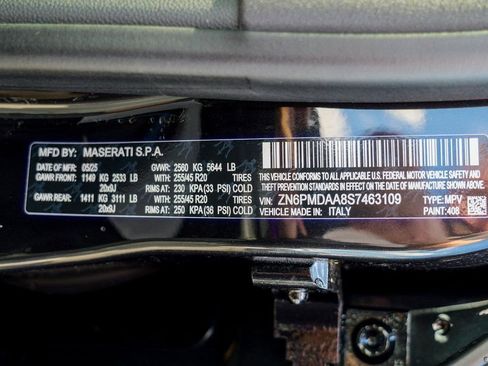 MFD BY: MASERATI S.P.A.
DATE OF MFR: 05/25 GVWR: 2560 KG 5644 LB
GAWR FRONT: 1149 KG 2533 LB WITH: 255/45 R20 TIRES
20x9J RIMS AT: 230 KPA (33 PSI) COLD
GAWR REAR: 1411 KG 3111 LB WITH: 255/45 R20 TIRES
20x9J RIMS AT: 250 KPA (36 PSI) COLD
THIS VEHICLE CONFORMS TO ALL APPLICABLE U.S. FEDERAL MOTOR VEHICLE SAFETY AND
THEFT PREVENTION STANDARDS IN EFFECT ON THE DATE OF MANUFACTURE SHOWN ABOVE.
VIN: ZN6PMDAA8S7463109 TYPE: MPV
VEHICLE MADE IN: ITALY PAINT: 408